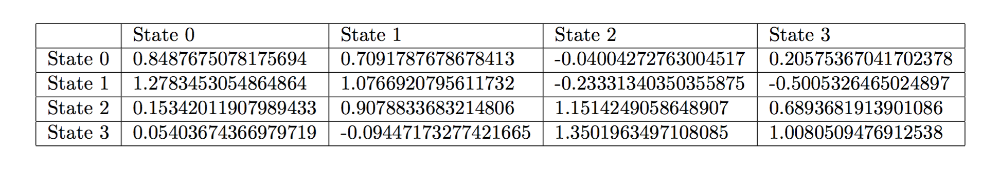 State 0 State 1 State 2 State 3
State 0 0.8487675078175694 0.7091787678678413 -0.04004272763004517 0.20575367041702378
State 1 1.2783453054864864 1.0766920795611732 -0.23331340350355875 -0.5005326465024897
State 2 0.15342011907989433 0.9078833683214806 1.1514249058648907 0.6893681913901086
State 3 0.05403674366979719 -0.09447173277421665 1.3501963497108085 1.0080509476912538